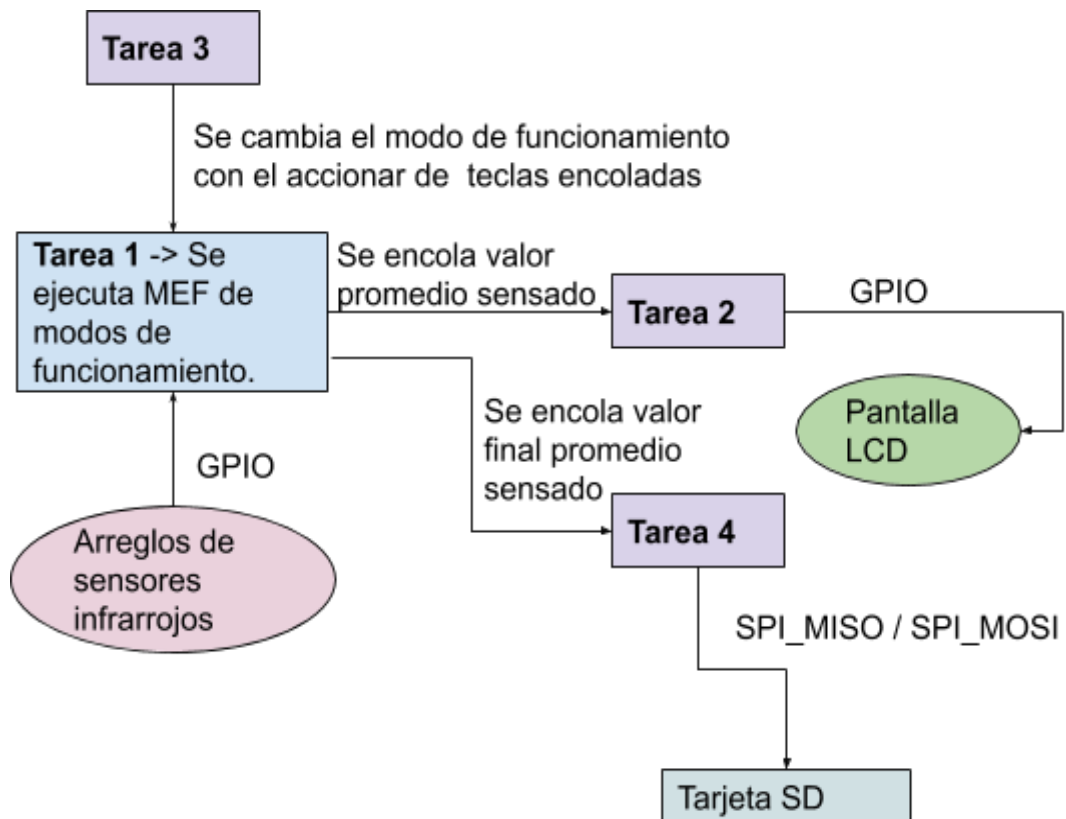 Tarea 3
Se cambia el modo de funcionamiento
con el accionar de teclas encoladas
Tarea 1 -> Se
ejecuta MEF de
modos de
funcionamiento.
Se encola valor
promedio sensado
Tarea 2
GPIO
Pantalla
LCD
Se encola valor
final promedio
sensado
GPIO
Tarea 4
Arreglos de
sensores
infrarrojos
SPI_MISO / SPI_MOSI
Tarjeta SD